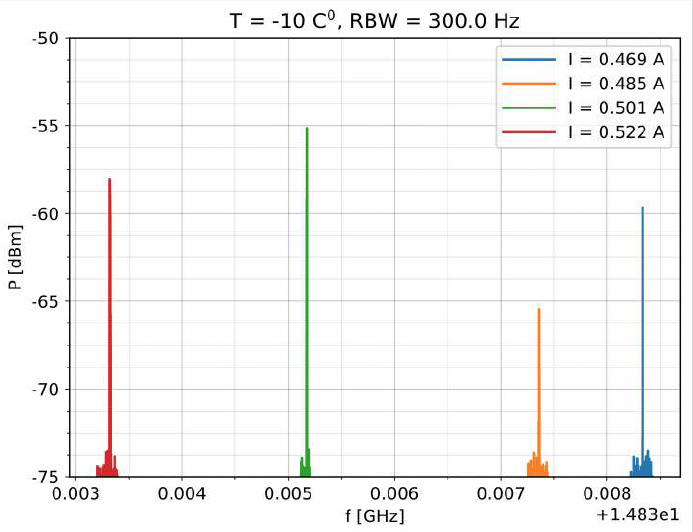 T = -10 C⁰, RBW = 300.0 Hz
-50
-55
-60
-65
-70
-75
P [dBm]
I = 0.469 A
I = 0.485 A
I = 0.501 A
I = 0.522 A
0.003 0.004 0.005 0.006 0.007 0.008
+1.483e1
f [GHz]